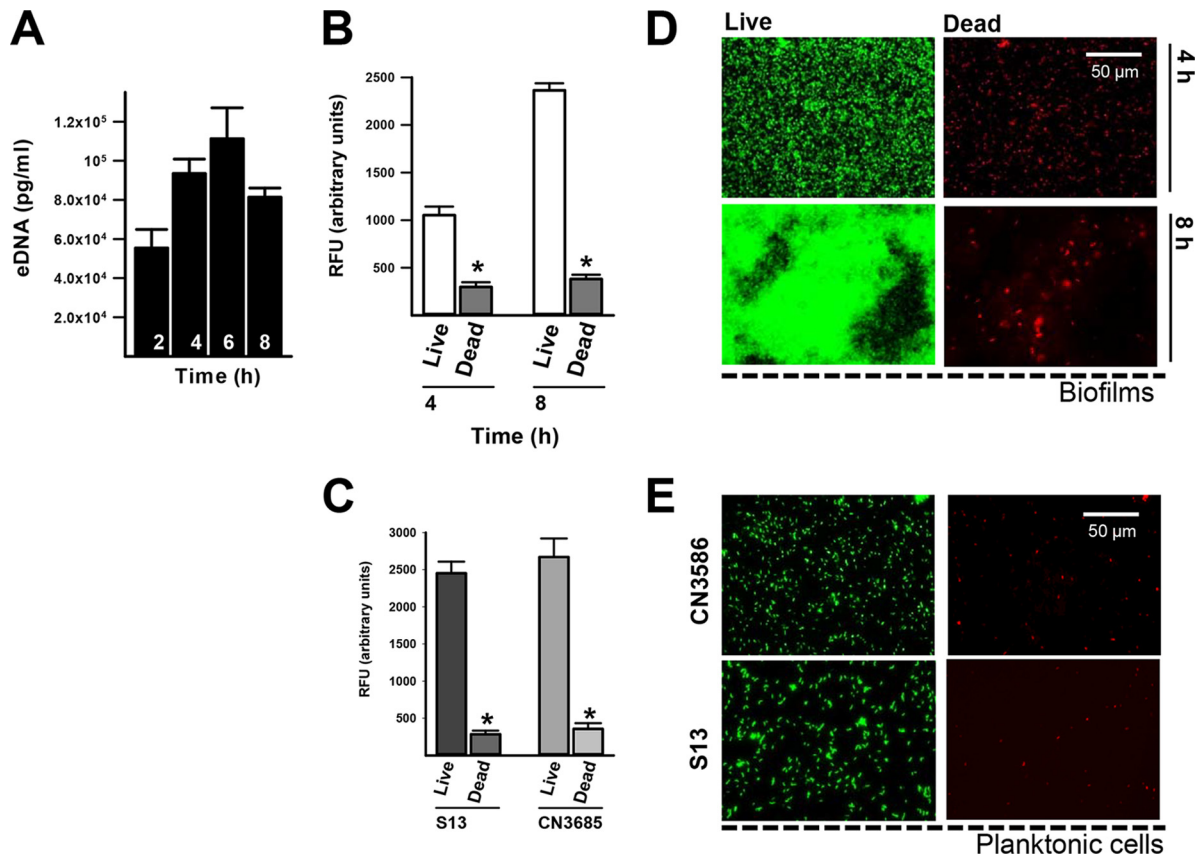 A
eDNA (pg/ml)
1.2x10⁵
10⁵
8.0x10⁴
6.0x10⁴
4.0x10⁴
2.0x10⁴
2 4 6 8
Time (h)
B
RFU (arbitrary units)
2500
2000
1500
1000
500
Live Dead Live Dead
4 8
Time (h)
C
RFU (arbitrary units)
3000
2500
2000
1500
1000
500
* *
Live Dead Live Dead
S13 CN3685
D
Live Dead
50 µm
4 h
* *
8 h
Biofilms
E
CN3586
50 µm
S13
Planktonic cells